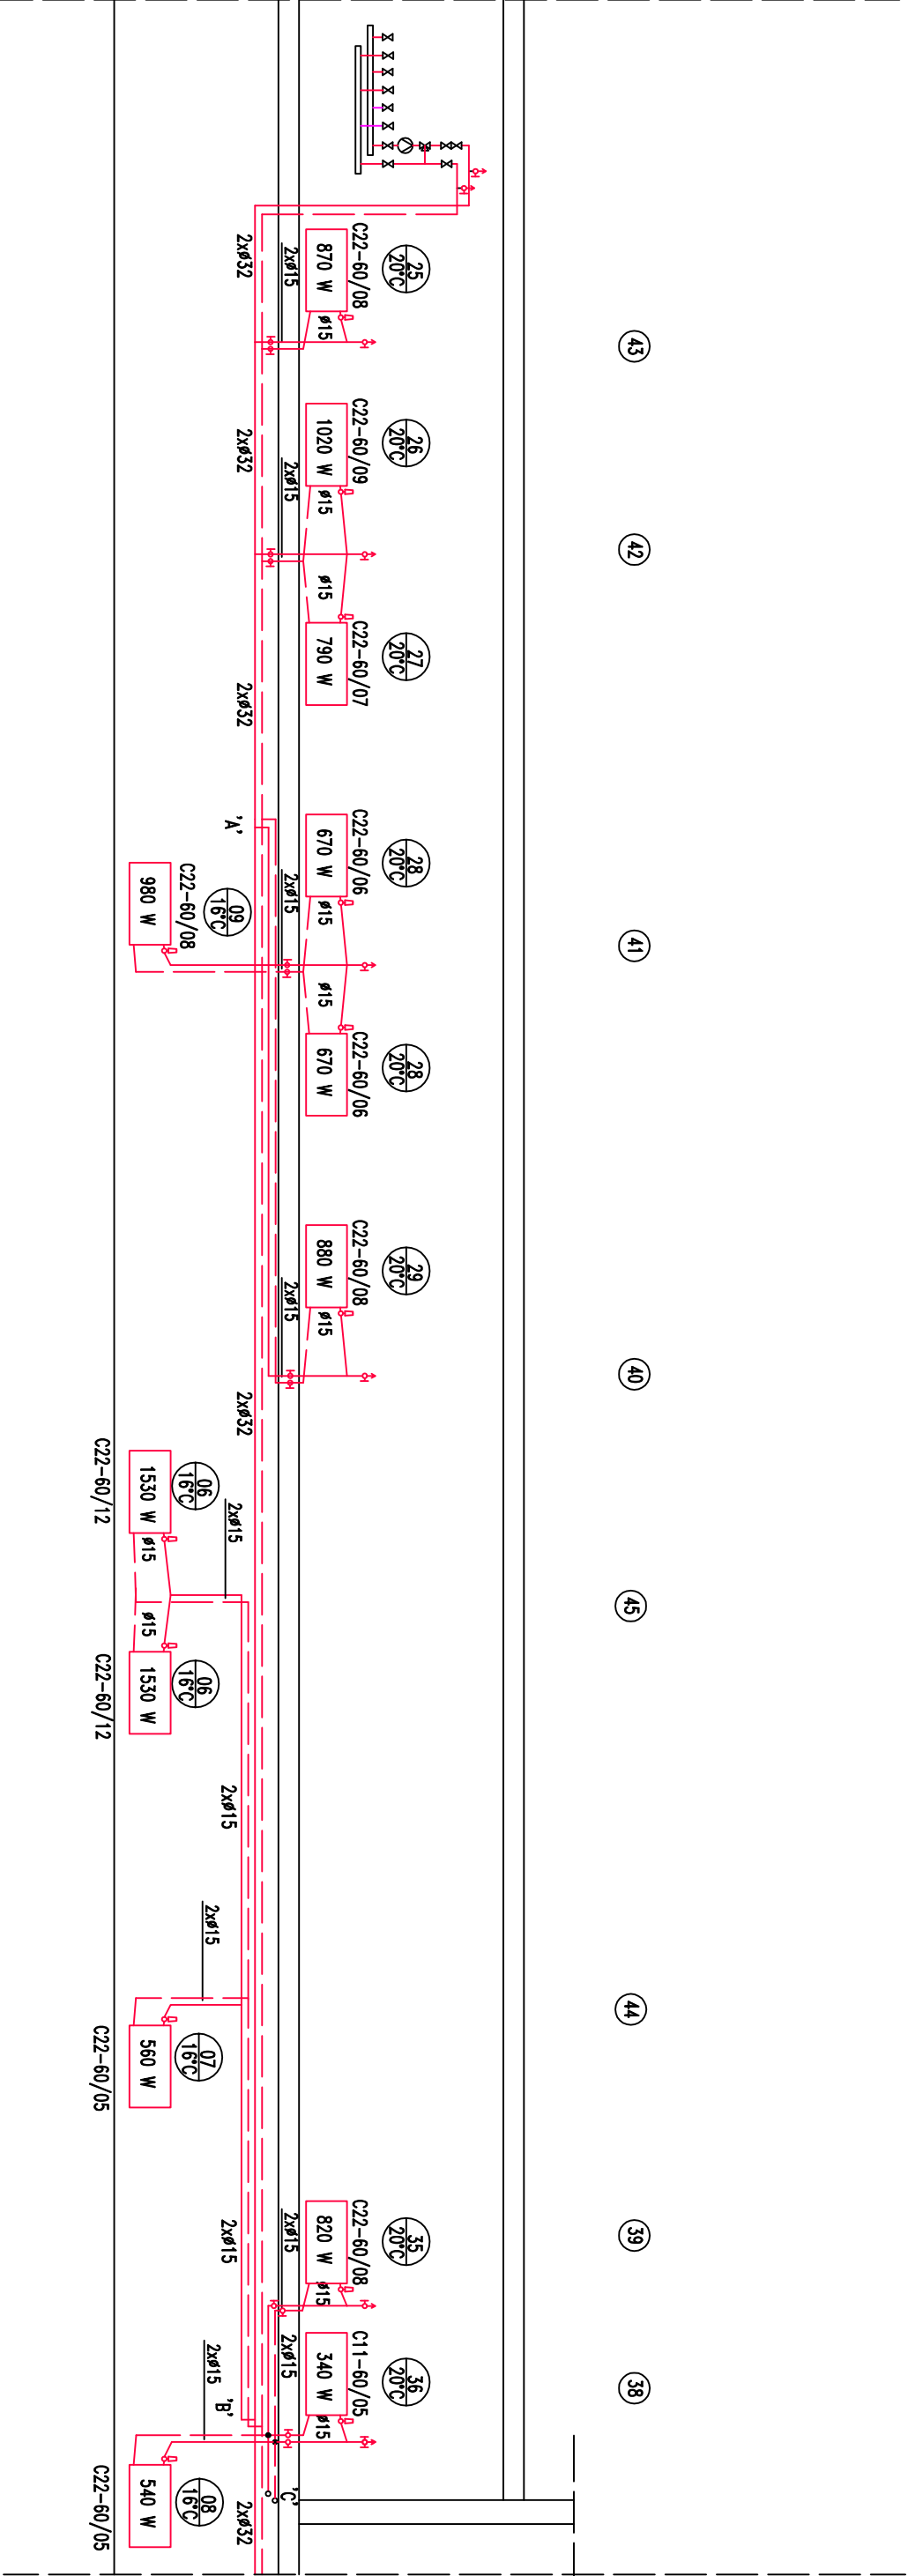 43
42
41
40
45
44
39
38
25
20°C
C22-60/08
870 W
ø15
2xø15
2xø32
26
20°C
C22-60/09
1020 W
ø15
2xø15
2xø32
27
20°C
C22-60/07
790 W
ø15
2xø32
28
20°C
C22-60/06
670 W
ø15
2xø15
'A'
09
16°C
C22-60/08
980 W
28
20°C
C22-60/06
670 W
ø15
29
20°C
C22-60/08
880 W
ø15
2xø15
2xø32
06
16°C
1530 W
C22-60/12
ø15
2xø15
06
16°C
1530 W
C22-60/12
ø15
2xø15
2xø15
07
16°C
560 W
C22-60/05
35
20°C
C22-60/08
820 W
ø15
2xø15
2xø15
36
20°C
C11-60/05
340 W
ø15
2xø15
2xø15
'B'
'C'
08
16°C
540 W
C22-60/05
2xø32